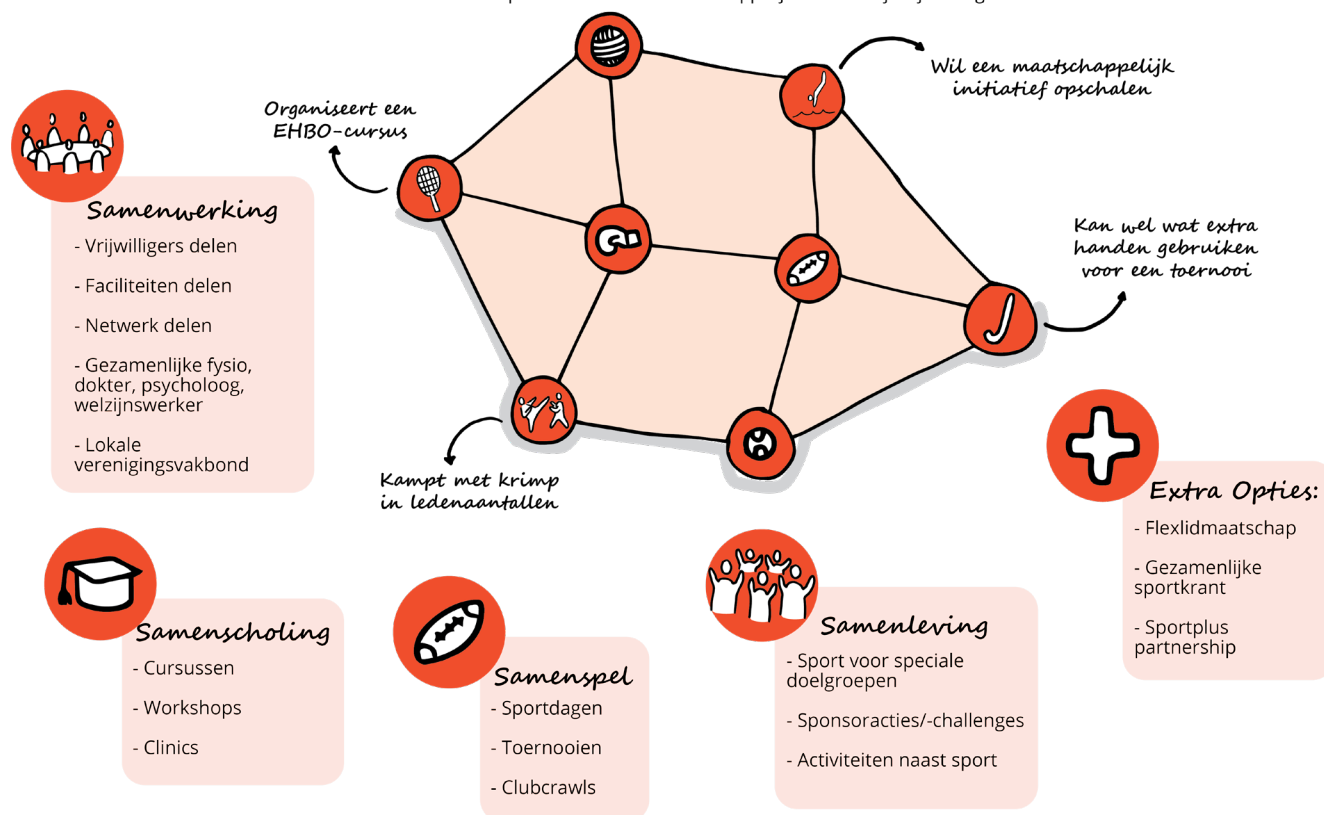 Wil een maatschappelijk
initiatief opschalen
Organiseert een
EHBO-cursus
Kan wel wat extra
handen gebruiken
voor een toernooi
Kampt met krimp
in ledenaantallen
Samenwerking
- Vrijwilligers delen
- Faciliteiten delen
- Netwerk delen
- Gezamenlijke fysio,
dokter, psycholoog,
welzijnswerker
- Lokale
verenigingsvakbond
Extra Opties:
- Flexlidmaatschap
- Gezamenlijke
sportkrant
- Sportplus
partnership
Samenscholing
- Cursussen
- Workshops
- Clinics
Samenspel
- Sportdagen
- Toernooien
- Clubcrawls
Samenleving
- Sport voor speciale
doelgroepen
- Sponsoracties/-challenges
- Activiteiten naast sport